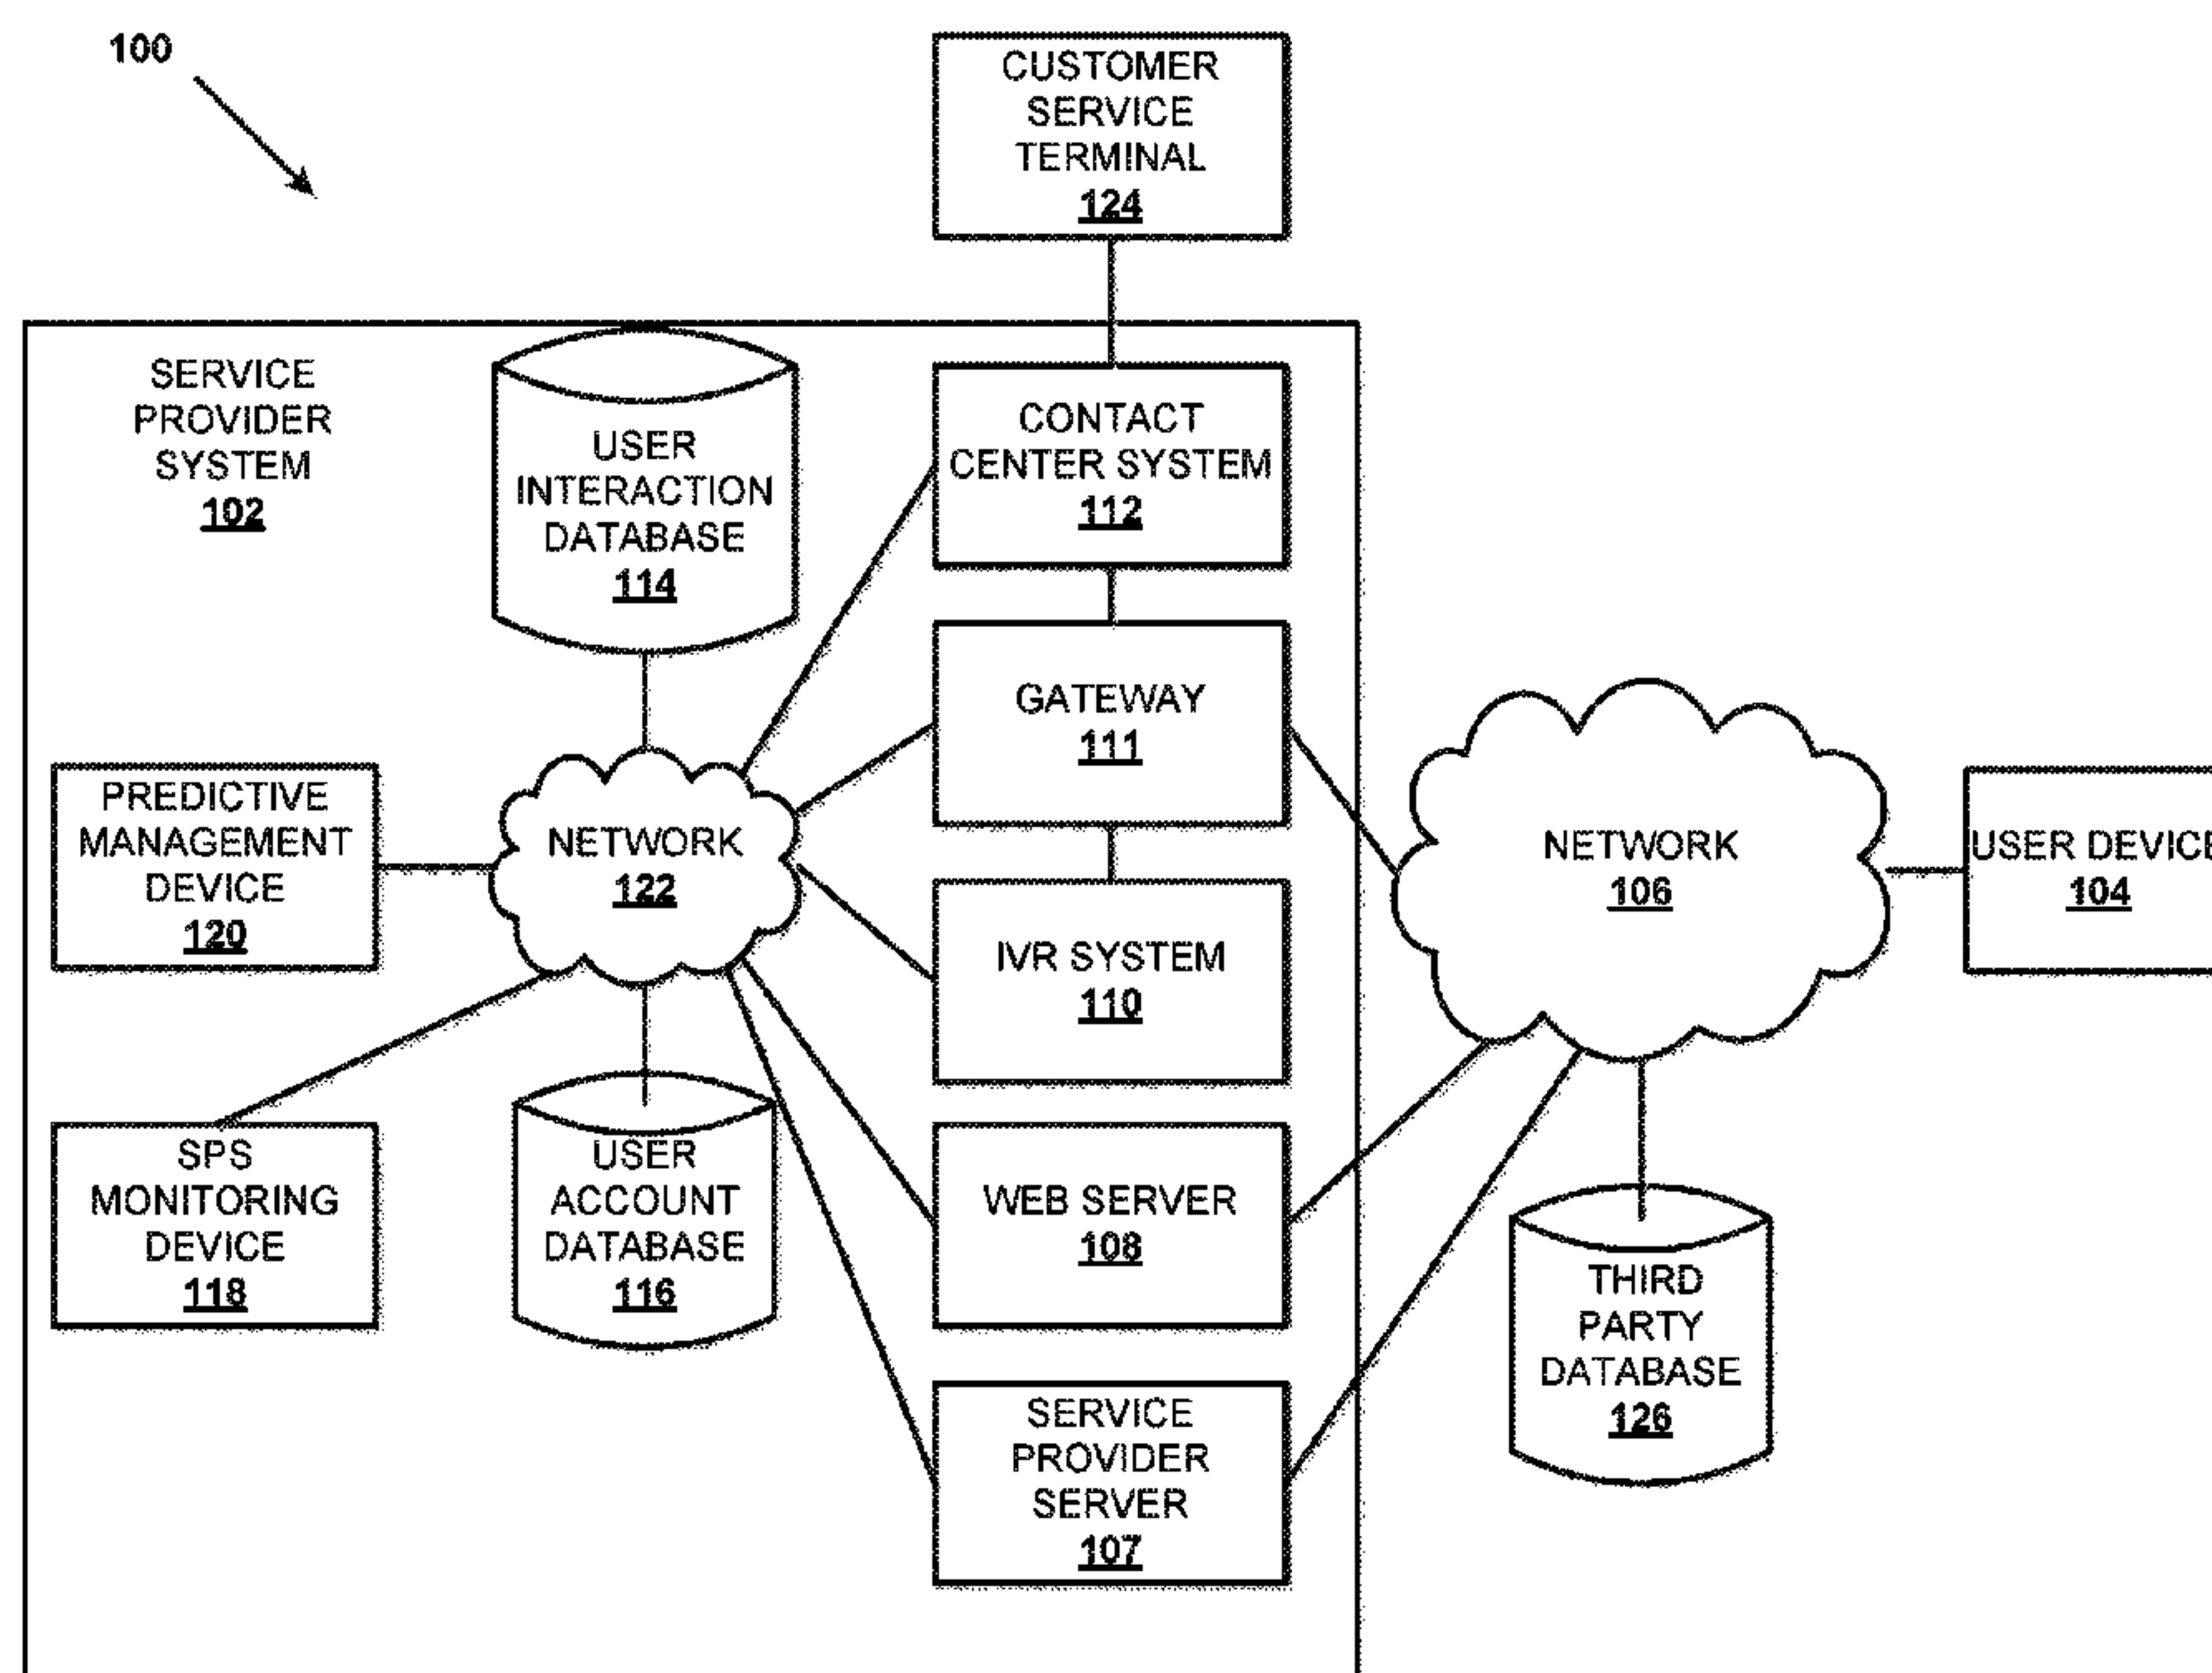 100
CUSTOMER
SERVICE
TERMINAL
124
SERVICE
PROVIDER
SYSTEM
102
USER
INTERACTION
DATABASE
114
CONTACT
CENTER SYSTEM
112
GATEWAY
111
PREDICTIVE
MANAGEMENT
DEVICE
120
NETWORK
122
NETWORK
106
USER DEVICE
104
IVR SYSTEM
110
SPS
MONITORING
DEVICE
118
USER
ACCOUNT
DATABASE
116
WEB SERVER
108
THIRD
PARTY
DATABASE
126
SERVICE
PROVIDER
SERVER
107